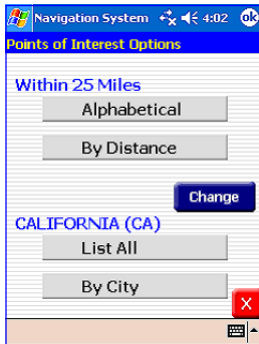 Navigation System 4:02 ok
Points of Interest Options
Within 25 Miles
Alphabetical
By Distance
Change
CALIFORNIA (CA)
List All
By City
X